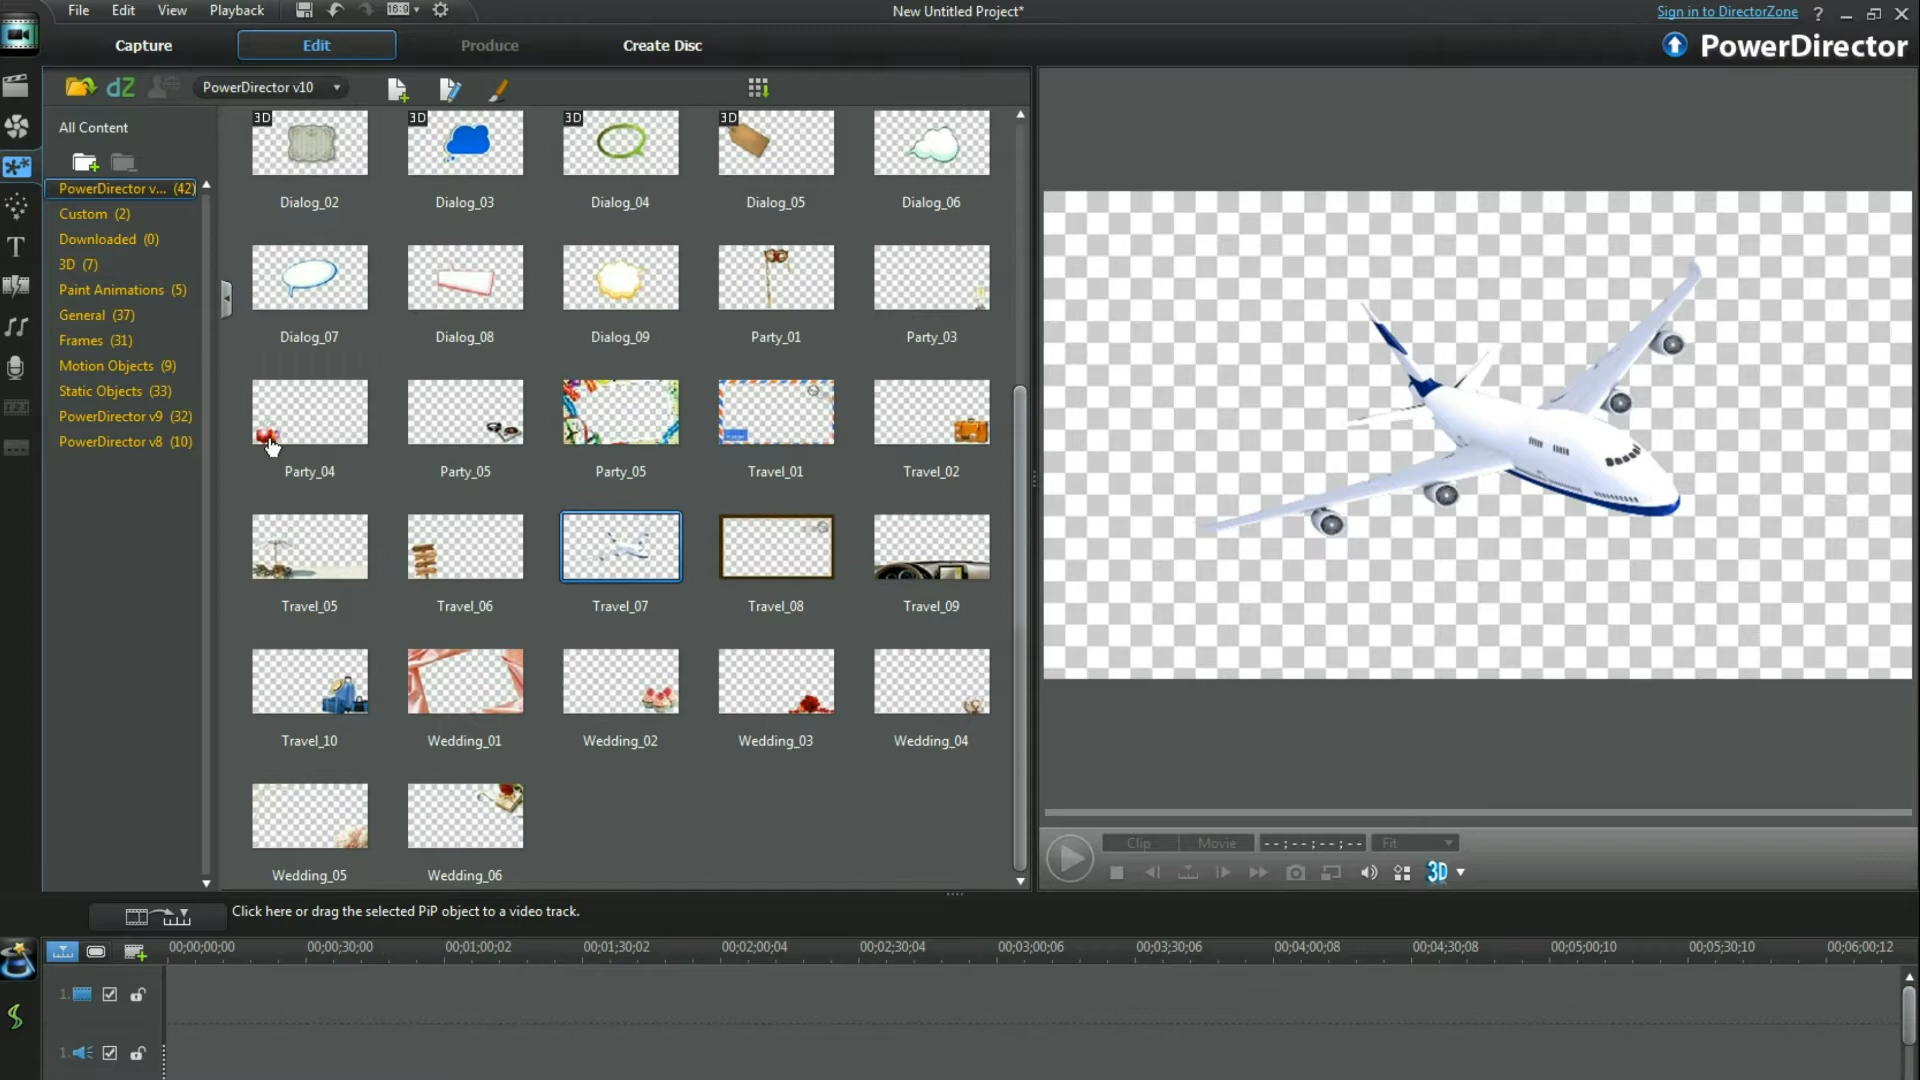 File Edit View Playback 16:9 New Untitled Project* Sign in to DirectorZone ?
Capture Edit Produce Create Disc PowerDirector
dZ PowerDirector v10
All Content
PowerDirector v... (42)
Custom (2)
Downloaded (0)
3D (7)
Paint Animations (5)
General (37)
Frames (31)
Motion Objects (9)
Static Objects (33)
PowerDirector v9 (32)
PowerDirector v8 (10)
3D 3D 3D 3D
Dialog_02 Dialog_03 Dialog_04 Dialog_05 Dialog_06
Dialog_07 Dialog_08 Dialog_09 Party_01 Party_03
Party_04 Party_05 Party_05 Travel_01 Travel_02
Travel_05 Travel_06 Travel_07 Travel_08 Travel_09
Travel_10 Wedding_01 Wedding_02 Wedding_03 Wedding_04
Wedding_05 Wedding_06
Clip Movie --;--;--;-- Fit
3D
Click here or drag the selected PiP object to a video track.
00;00;00;00 00;00;30;00 00;01;00;02 00;01;30;02 00;02;00;04 00;02;30;04 00;03;00;06 00;03;30;06 00;04;00;08 00;04;30;08 00;05;00;10 00;05;30;10 00;06;00;12
1.
1.